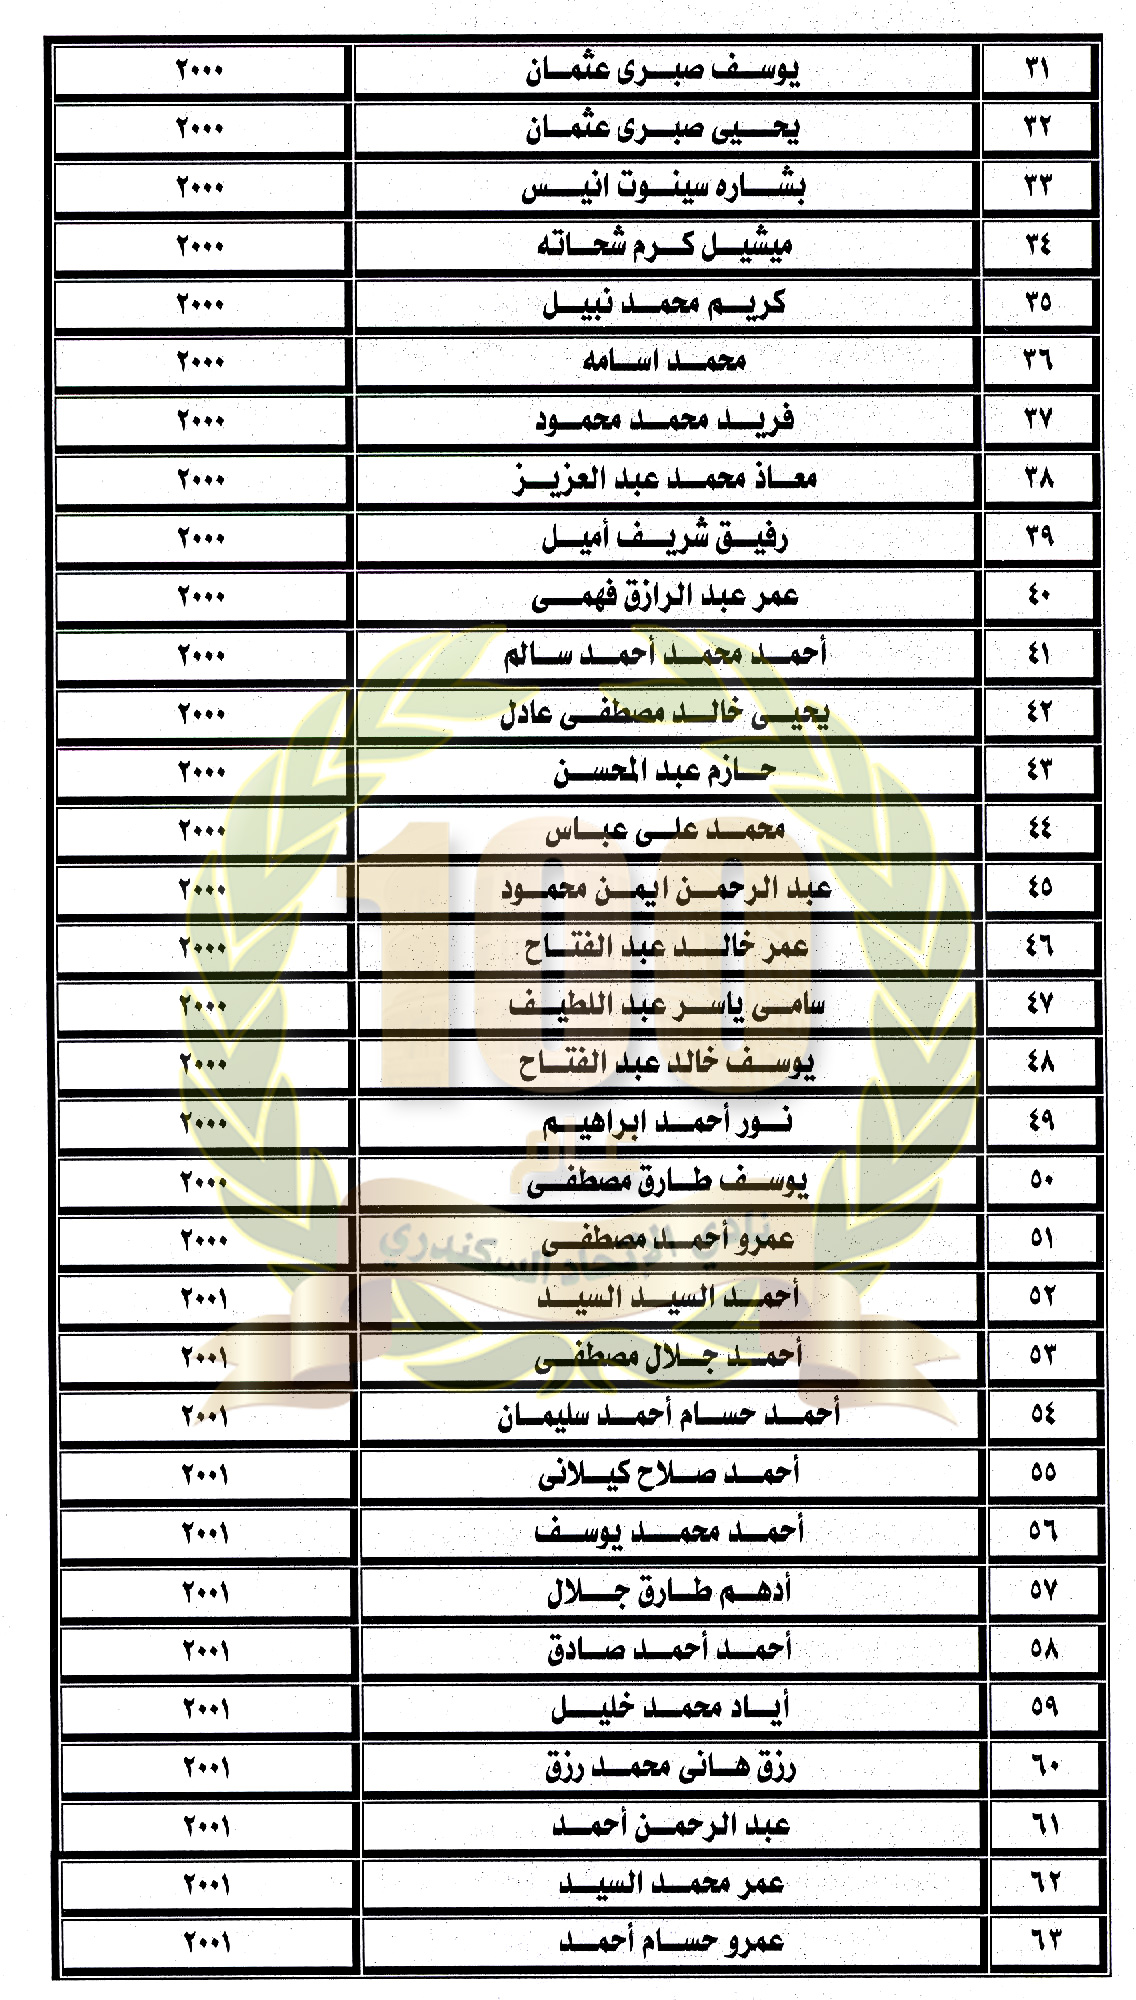 ٣١ يوسف صبرى عثمان ٢٠٠٠
٣٢ يحيى صبرى عثمان ٢٠٠٠
٣٣ بشاره سينوت انيس ٢٠٠٠
٣٤ ميشيل كرم شحاته ٢٠٠٠
٣٥ كريم محمد نبيل ٢٠٠٠
٣٦ محمد اسامه ٢٠٠٠
٣٧ فريد محمد محمود ٢٠٠٠
٣٨ معاذ محمد عبد العزيز ٢٠٠٠
٣٩ رفيق شريف أميل ٢٠٠٠
٤٠ عمر عبد الرازق فهمى ٢٠٠٠
٤١ أحمد محمد أحمد سالم ٢٠٠٠
٤٢ يحيى خالد مصطفى عادل ٢٠٠٠
٤٣ حازم عبد المحسن ٢٠٠٠
٤٤ محمد على عباس ٢٠٠٠
٤٥ عبد الرحمن ايمن محمود ٢٠٠٠
٤٦ عمر خالد عبد الفتاح ٢٠٠٠
٤٧ سامى ياسر عبد اللطيف ٢٠٠٠
٤٨ يوسف خالد عبد الفتاح ٢٠٠٠
٤٩ نور أحمد ابراهيم ٢٠٠٠
٥٠ يوسف طارق مصطفى ٢٠٠٠
٥١ عمرو أحمد مصطفى ٢٠٠٠
٥٢ أحمد السيد السيد ٢٠٠١
٥٣ أحمد جلال مصطفى ٢٠٠١
٥٤ أحمد حسام أحمد سليمان ٢٠٠١
٥٥ أحمد صلاح كيلانى ٢٠٠١
٥٦ أحمد محمد يوسف ٢٠٠١
٥٧ أدهم طارق جلال ٢٠٠١
٥٨ أحمد أحمد صادق ٢٠٠١
٥٩ أياد محمد خليل ٢٠٠١
٦٠ رزق هانى محمد رزق ٢٠٠١
٦١ عبد الرحمن أحمد ٢٠٠١
٦٢ عمر محمد السيد ٢٠٠١
٦٣ عمرو حسام أحمد ٢٠٠١
100
عام
نادي الإتحاد السكندري